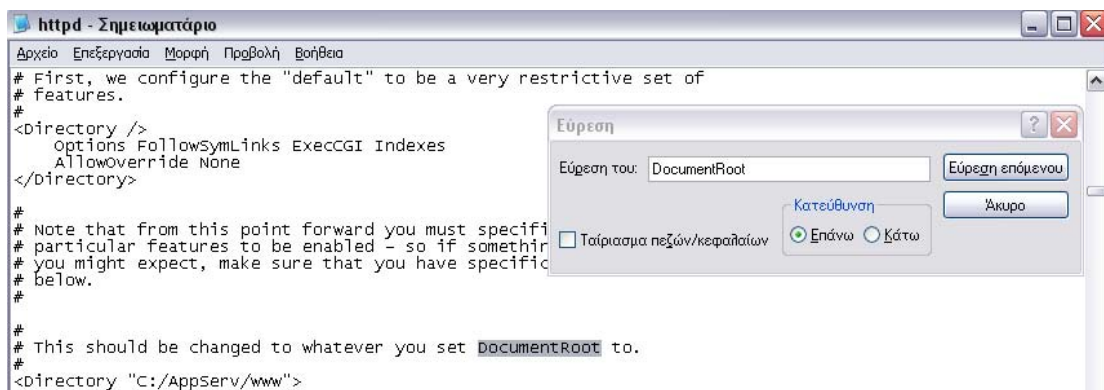 httpd - Σημειωματάριο
Αρχείο Επεξεργασία Μορφή Προβολή Βοήθεια
# First, we configure the "default" to be a very restrictive set of
# features.
#
<Directory />
    Options FollowSymLinks ExecCGI Indexes
    AllowOverride None
</Directory>
#
# Note that from this point forward you must specifi
# particular features to be enabled - so if somethin
# you might expect, make sure that you have specific
# below.
#
#
# This should be changed to whatever you set DocumentRoot to.
#
<Directory "C:/AppServ/www">
Εύρεση
Εύρεση του: DocumentRoot
Εύρεση επόμενου
Άκυρο
Κατεύθυνση
Επάνω Κάτω
Ταίριασμα πεζών/κεφαλαίων